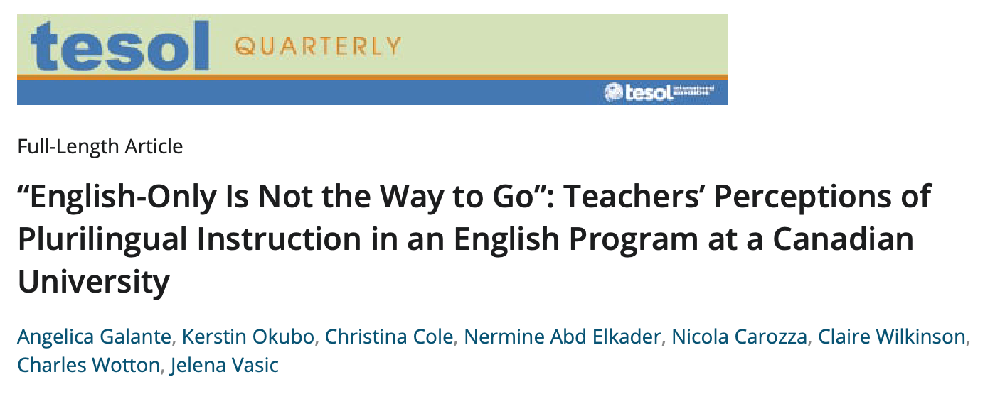 tesol QUARTERLY
tesol international association
Full-Length Article
“English-Only Is Not the Way to Go”: Teachers’ Perceptions of
Plurilingual Instruction in an English Program at a Canadian
University
Angelica Galante, Kerstin Okubo, Christina Cole, Nermine Abd Elkader, Nicola Carozza, Claire Wilkinson,
Charles Wotton, Jelena Vasic